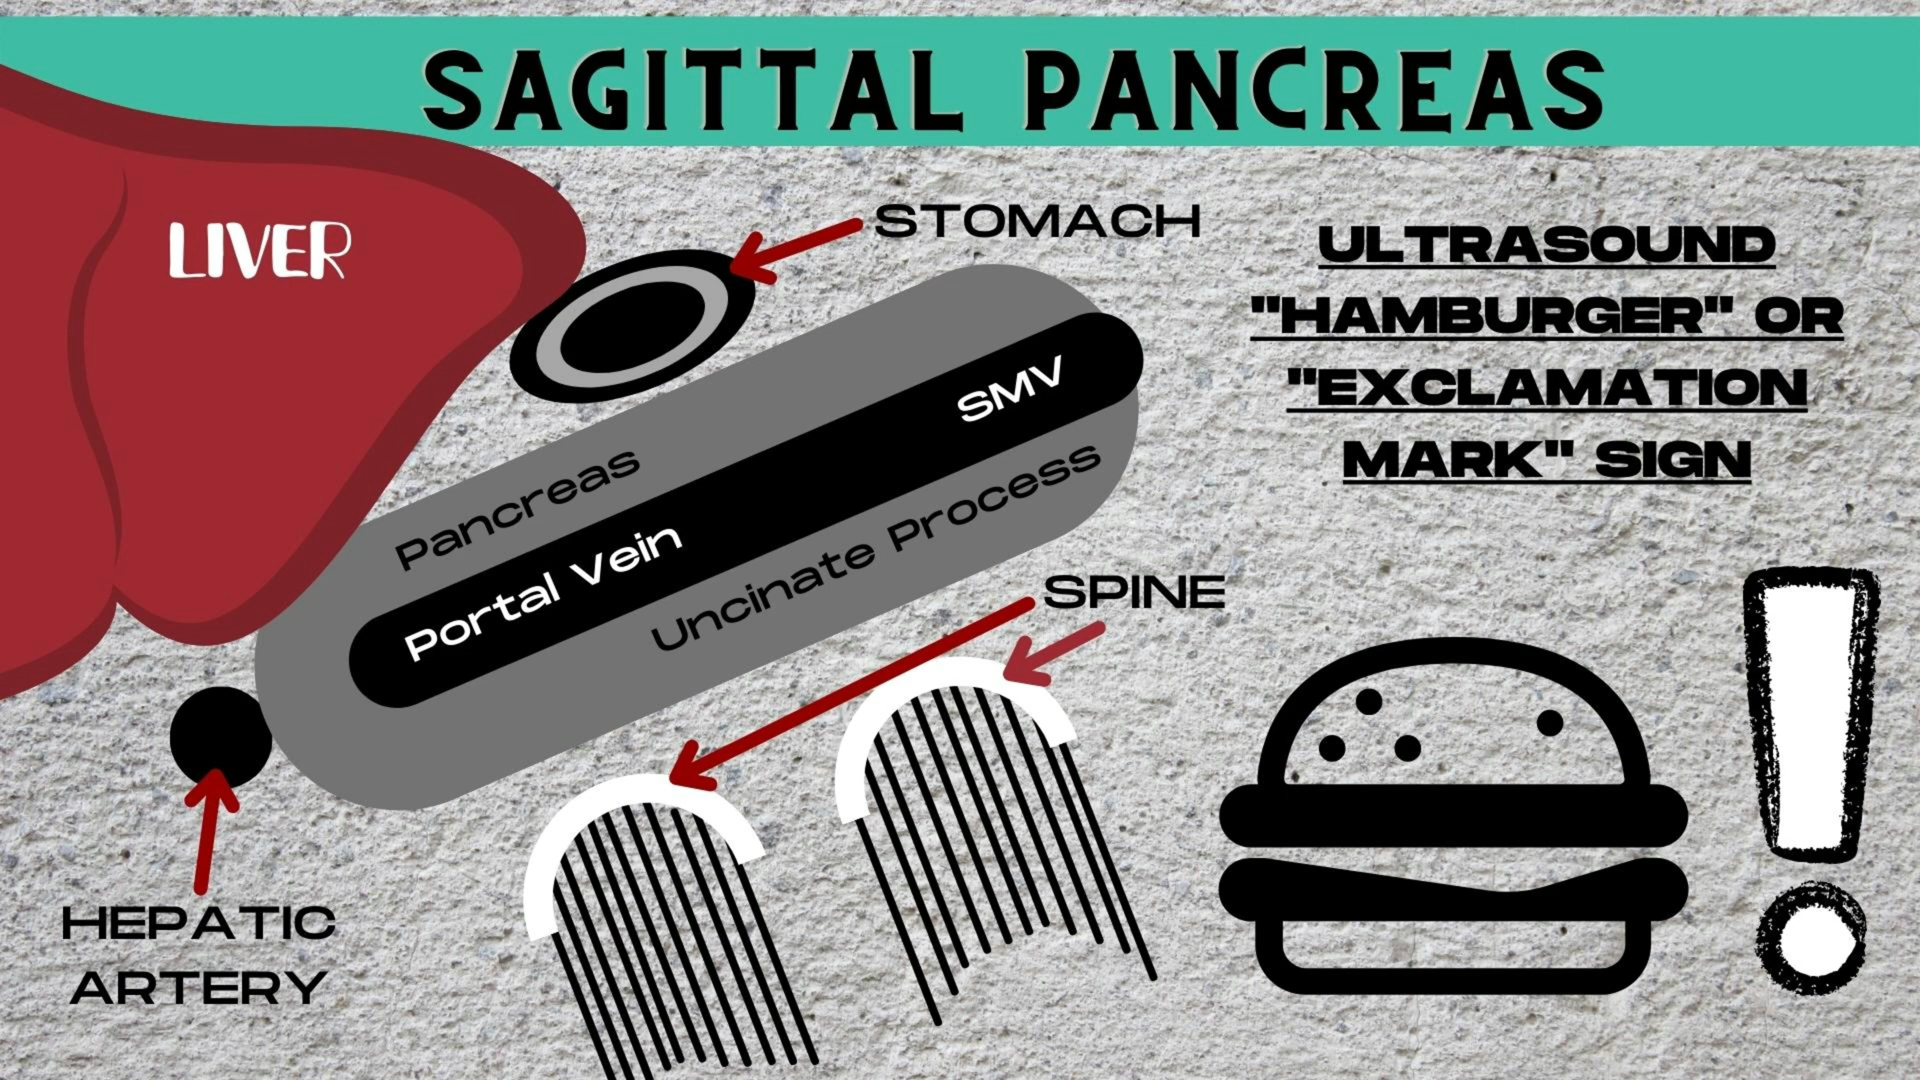 SAGITTAL PANCREAS
LIVER
STOMACH
ULTRASOUND
"HAMBURGER" OR
"EXCLAMATION
MARK" SIGN
SMV
Pancreas
Portal Vein
Uncinate Process
SPINE
HEPATIC
ARTERY
!